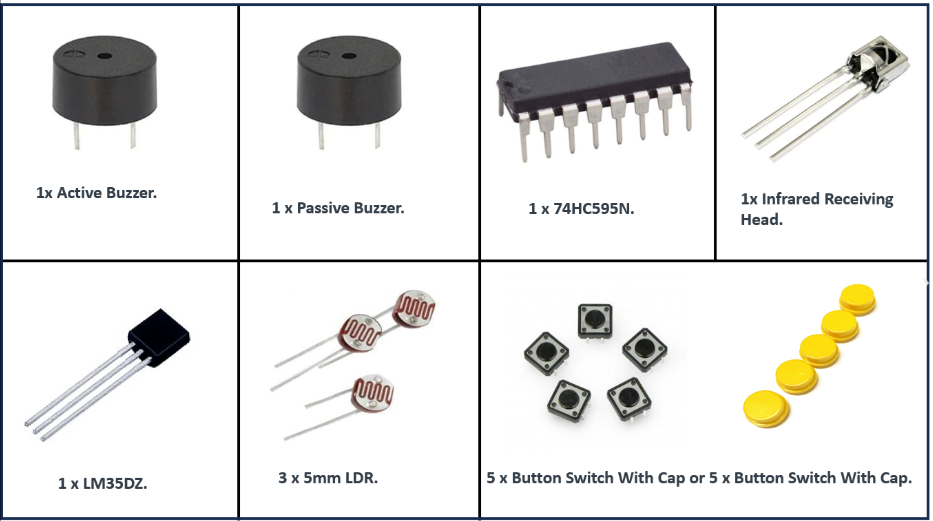 1x Active Buzzer.
1 x Passive Buzzer.
1 x 74HC595N.
1x Infrared Receiving
Head.
1 x LM35DZ.
3 x 5mm LDR.
5 x Button Switch With Cap or 5 x Button Switch With Cap.